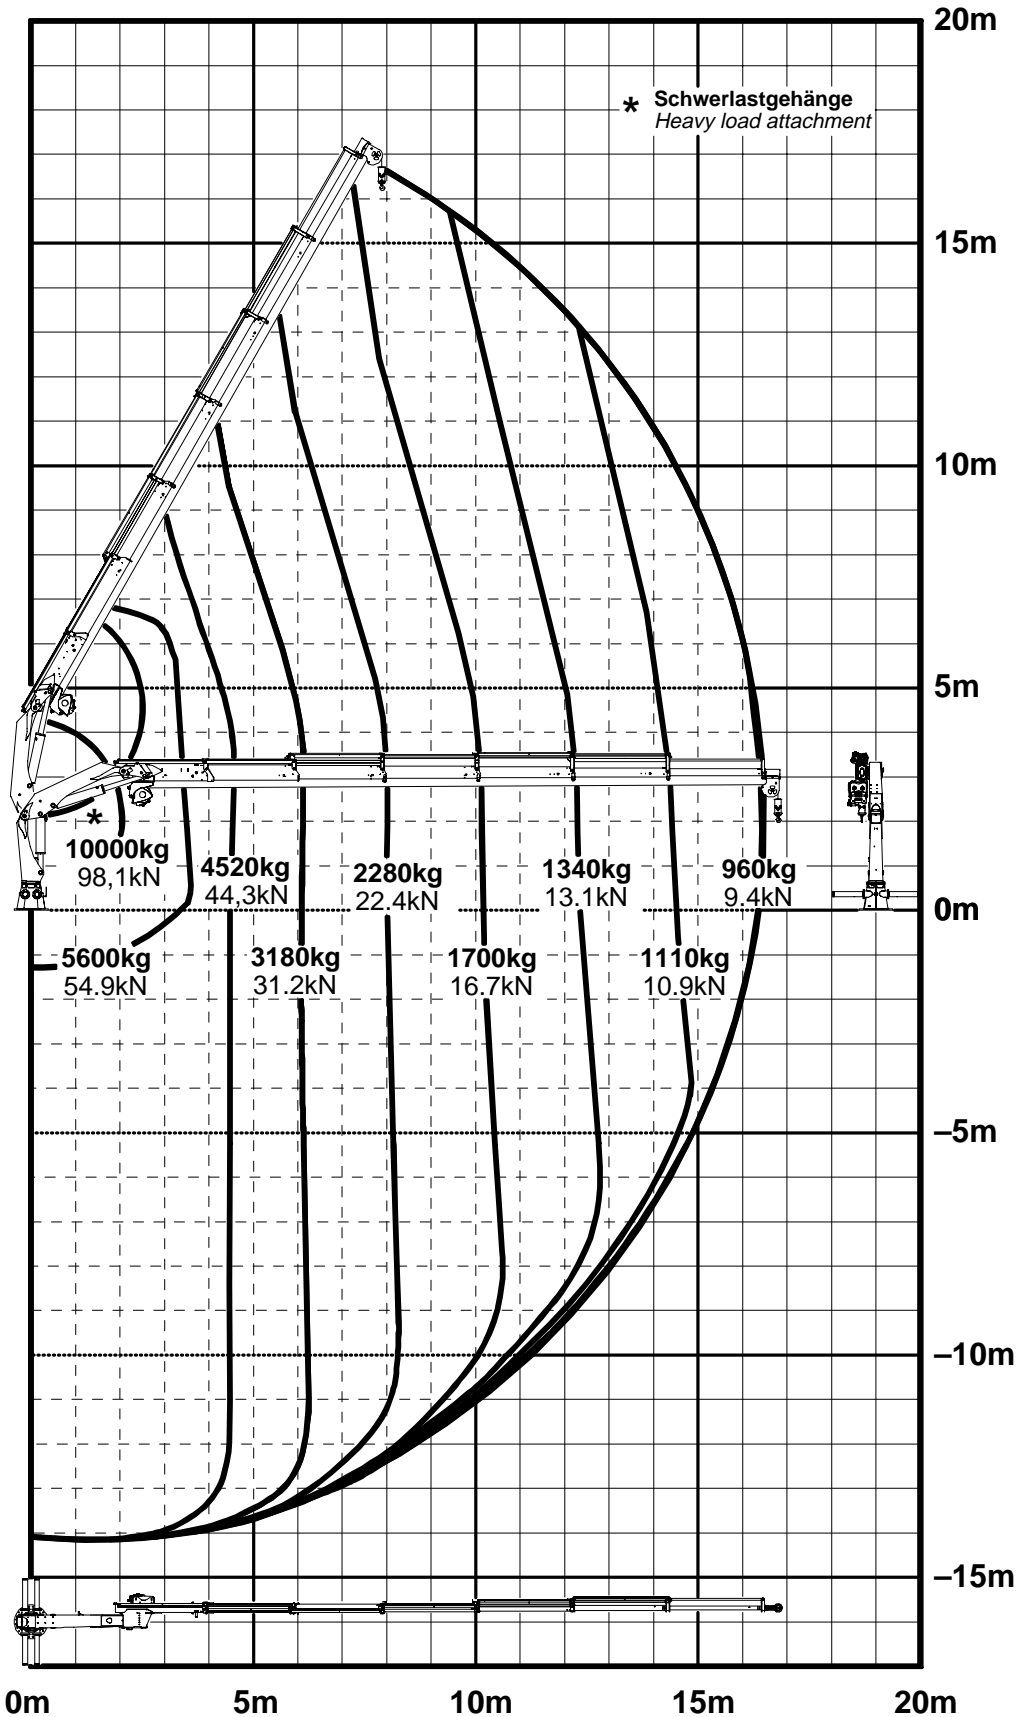 20m
* Schwerlastgehänge
Heavy load attachment
15m
10m
5m
*
10000kg
98,1kN
4520kg
44,3kN
2280kg
22.4kN
1340kg
13.1kN
960kg
9.4kN
0m
5600kg
54.9kN
3180kg
31.2kN
1700kg
16.7kN
1110kg
10.9kN
–5m
–10m
–15m
0m 5m 10m 15m 20m